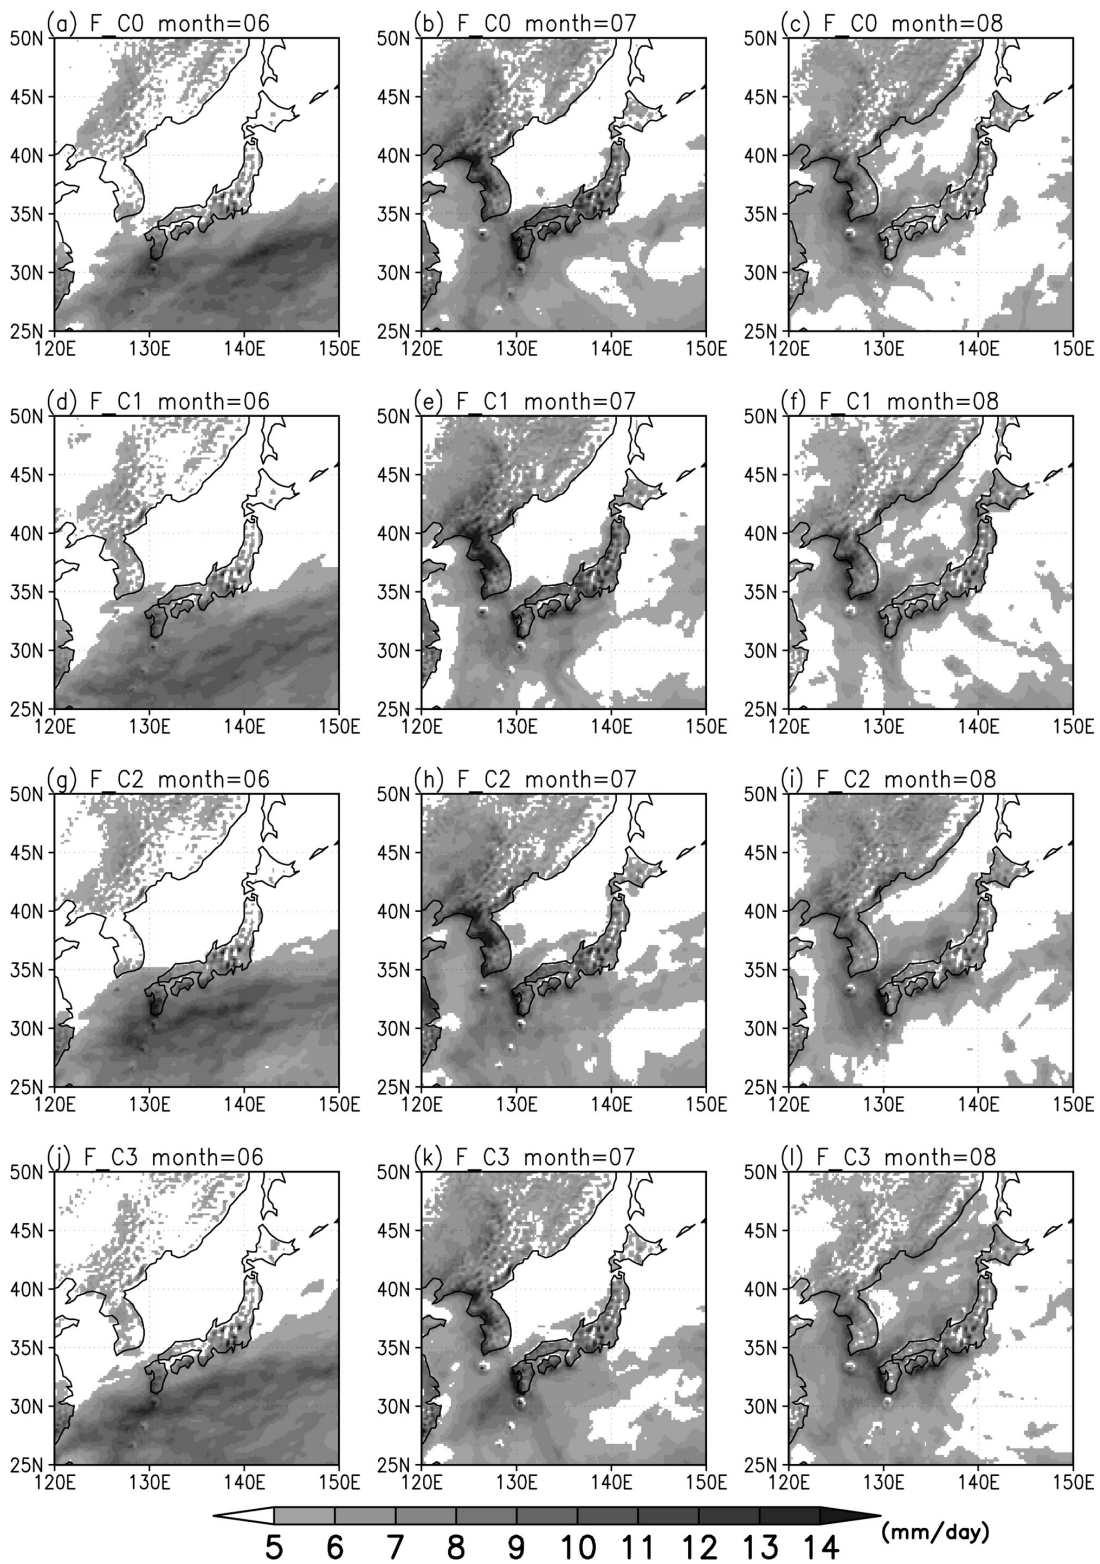 (a) F_C0 month=06
(b) F_C0 month=07
(c) F_C0 month=08
50N 50N 50N
45N 45N 45N
40N 40N 40N
35N 35N 35N
30N 30N 30N
25N 25N 25N
120E 130E 140E 150E 120E 130E 140E 150E 120E 130E 140E 150E
(d) F_C1 month=06
(e) F_C1 month=07
(f) F_C1 month=08
50N 50N 50N
45N 45N 45N
40N 40N 40N
35N 35N 35N
30N 30N 30N
25N 25N 25N
120E 130E 140E 150E 120E 130E 140E 150E 120E 130E 140E 150E
(g) F_C2 month=06
(h) F_C2 month=07
(i) F_C2 month=08
50N 50N 50N
45N 45N 45N
40N 40N 40N
35N 35N 35N
30N 30N 30N
25N 25N 25N
120E 130E 140E 150E 120E 130E 140E 150E 120E 130E 140E 150E
(j) F_C3 month=06
(k) F_C3 month=07
(l) F_C3 month=08
50N 50N 50N
45N 45N 45N
40N 40N 40N
35N 35N 35N
30N 30N 30N
25N 25N 25N
120E 130E 140E 150E 120E 130E 140E 150E 120E 130E 140E 150E
5 6 7 8 9 10 11 12 13 14 (mm/day)